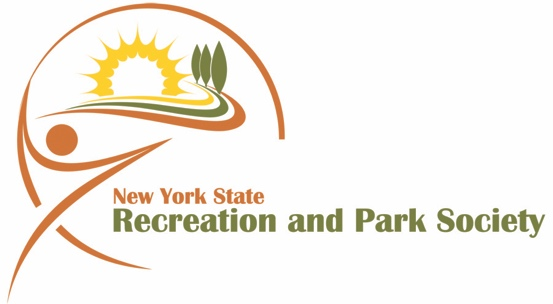 New York State
Recreation and Park Society